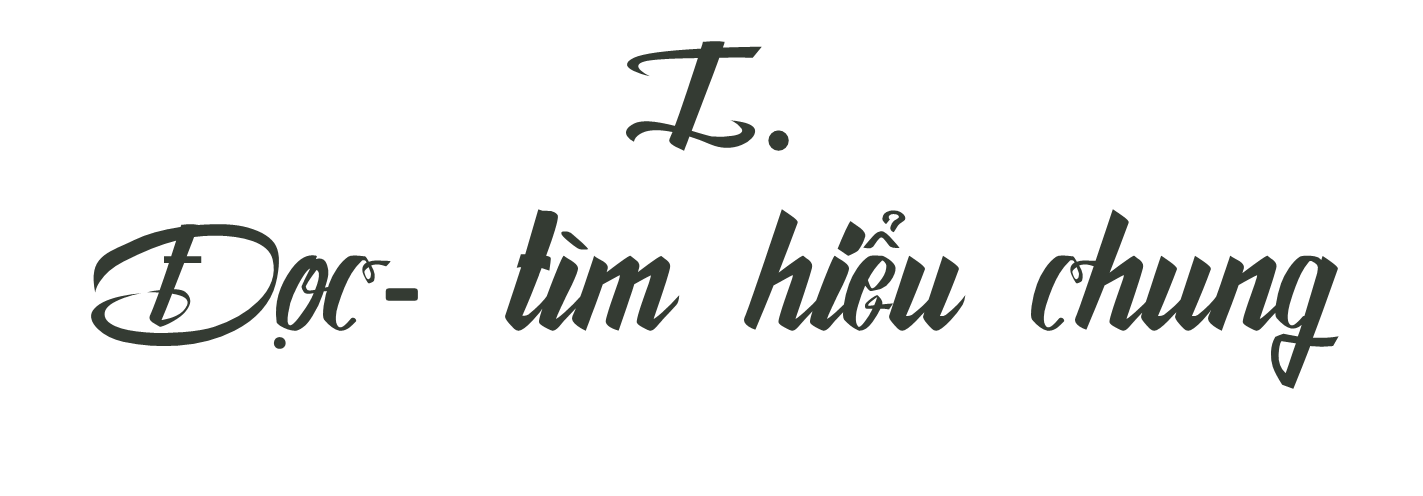 I.
Đọc- tìm hiểu chung